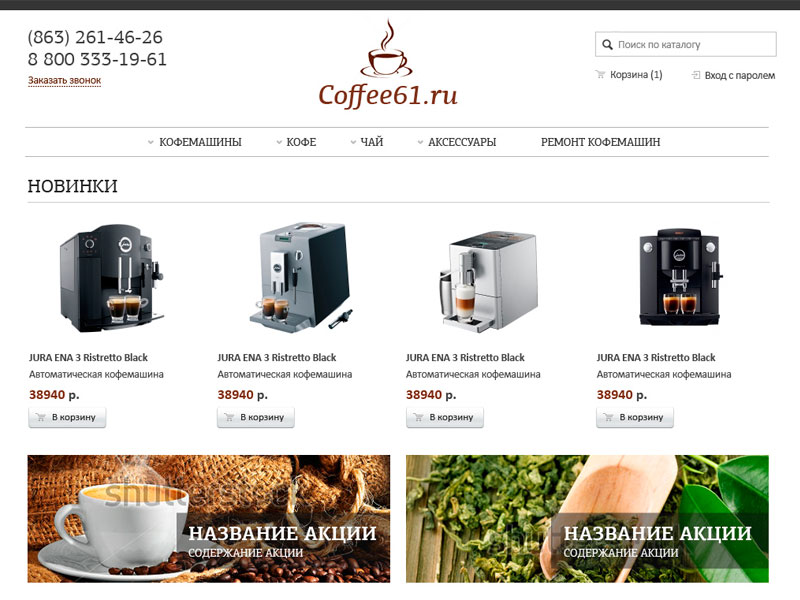 (863) 261-46-26
8 800 333-19-61
Заказать звонок
Coffee61.ru
Поиск по каталогу
Корзина (1)
Вход с паролем
КОФЕМАШИНЫ
КОФЕ
ЧАЙ
АКСЕССУАРЫ
РЕМОНТ КОФЕМАШИН
НОВИНКИ
JURA ENA 3 Ristretto Black
Автоматическая кофемашина
38940 р.
В корзину
JURA ENA 3 Ristretto Black
Автоматическая кофемашина
38940 р.
В корзину
JURA ENA 3 Ristretto Black
Автоматическая кофемашина
38940 р.
В корзину
JURA ENA 3 Ristretto Black
Автоматическая кофемашина
38940 р.
В корзину
НАЗВАНИЕ АКЦИИ
СОДЕРЖАНИЕ АКЦИИ
НАЗВАНИЕ АКЦИИ
СОДЕРЖАНИЕ АКЦИИ